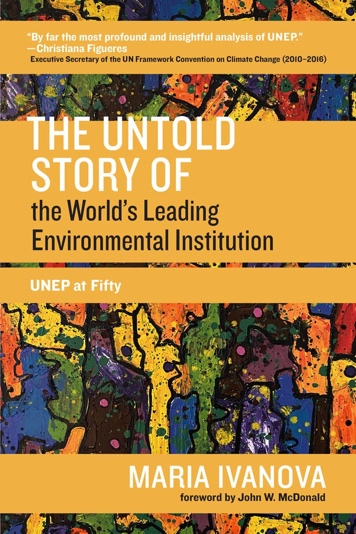 “By far the most profound and insightful analysis of UNEP.”
—Christiana Figueres
Executive Secretary of the UN Framework Convention on Climate Change (2010–2016)
THE UNTOLD
STORY OF
the World’s Leading
Environmental Institution
UNEP at Fifty
MARIA IVANOVA
foreword by John W. McDonald